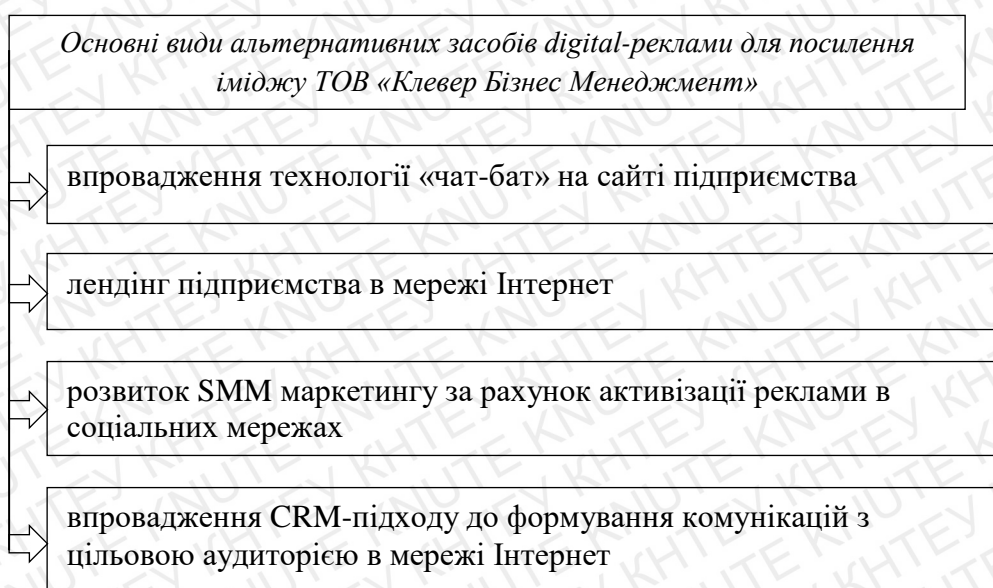 Основні види альтернативних засобів digital-реклами для посилення
іміджу ТОВ «Клевер Бізнес Менеджмент»
впровадження технології «чат-бат» на сайті підприємства
лендінг підприємства в мережі Інтернет
розвиток SMM маркетингу за рахунок активізації реклами в
соціальних мережах
впровадження CRM-підходу до формування комунікацій з
цільовою аудиторією в мережі Інтернет